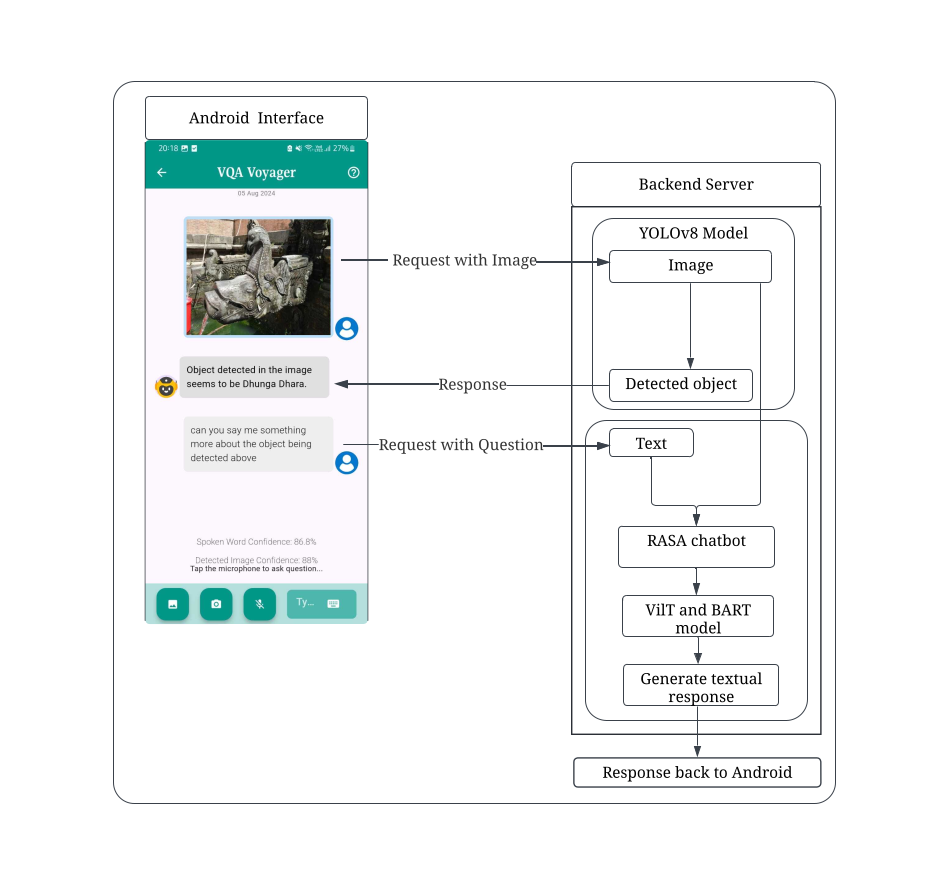 Android Interface
20:18
27%
VQA Voyager
05 Aug 2024
Object detected in the image
seems to be Dhunga Dhara.
can you say me something
more about the object being
detected above
Spoken Word Confidence: 86.8%
Detected Image Confidence: 88%
Tap the microphone to ask question...
Ty...
Request with Image
Response
Request with Question
Backend Server
YOLOv8 Model
Image
Detected object
Text
RASA chatbot
VilT and BART
model
Generate textual
response
Response back to Android